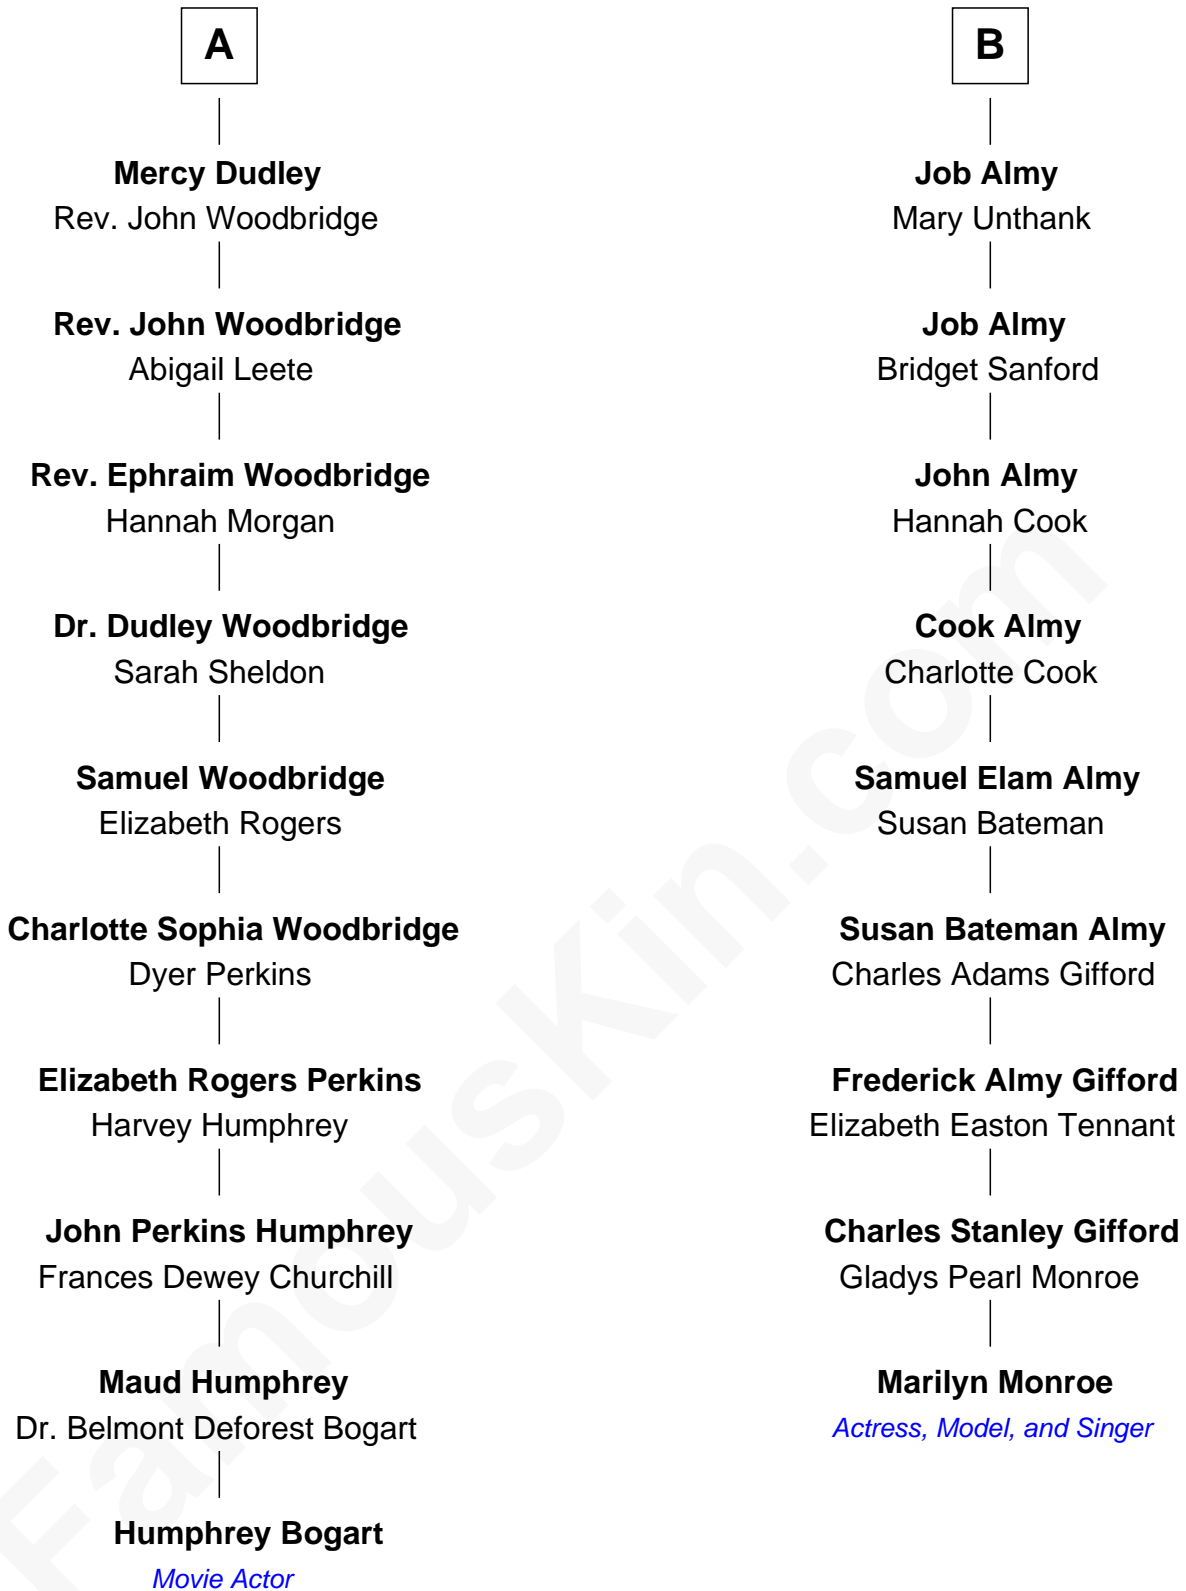 A
Mercy Dudley
Rev. John Woodbridge
Rev. John Woodbridge
Abigail Leete
Rev. Ephraim Woodbridge
Hannah Morgan
Dr. Dudley Woodbridge
Sarah Sheldon
Samuel Woodbridge
Elizabeth Rogers
Charlotte Sophia Woodbridge
Dyer Perkins
Elizabeth Rogers Perkins
Harvey Humphrey
John Perkins Humphrey
Frances Dewey Churchill
Maud Humphrey
Dr. Belmont Deforest Bogart
Humphrey Bogart
Movie Actor
B
Job Almy
Mary Unthank
Job Almy
Bridget Sanford
John Almy
Hannah Cook
Cook Almy
Charlotte Cook
Samuel Elam Almy
Susan Bateman
Susan Bateman Almy
Charles Adams Gifford
Frederick Almy Gifford
Elizabeth Easton Tennant
Charles Stanley Gifford
Gladys Pearl Monroe
Marilyn Monroe
Actress, Model, and Singer
FamousKin.com